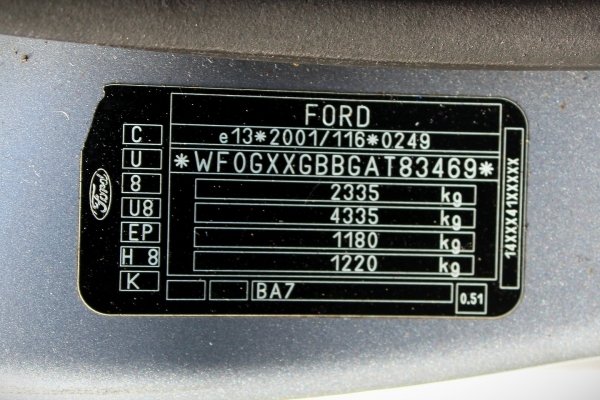 FORD
e13*2001/116*0249
*WF0GXXGBBGAT83469*
2335 kg
4335 kg
1180 kg
1220 kg
BA7
0.51
C
U
8
U8
EP
H 8
K
Ford
14XXX41XXXXX